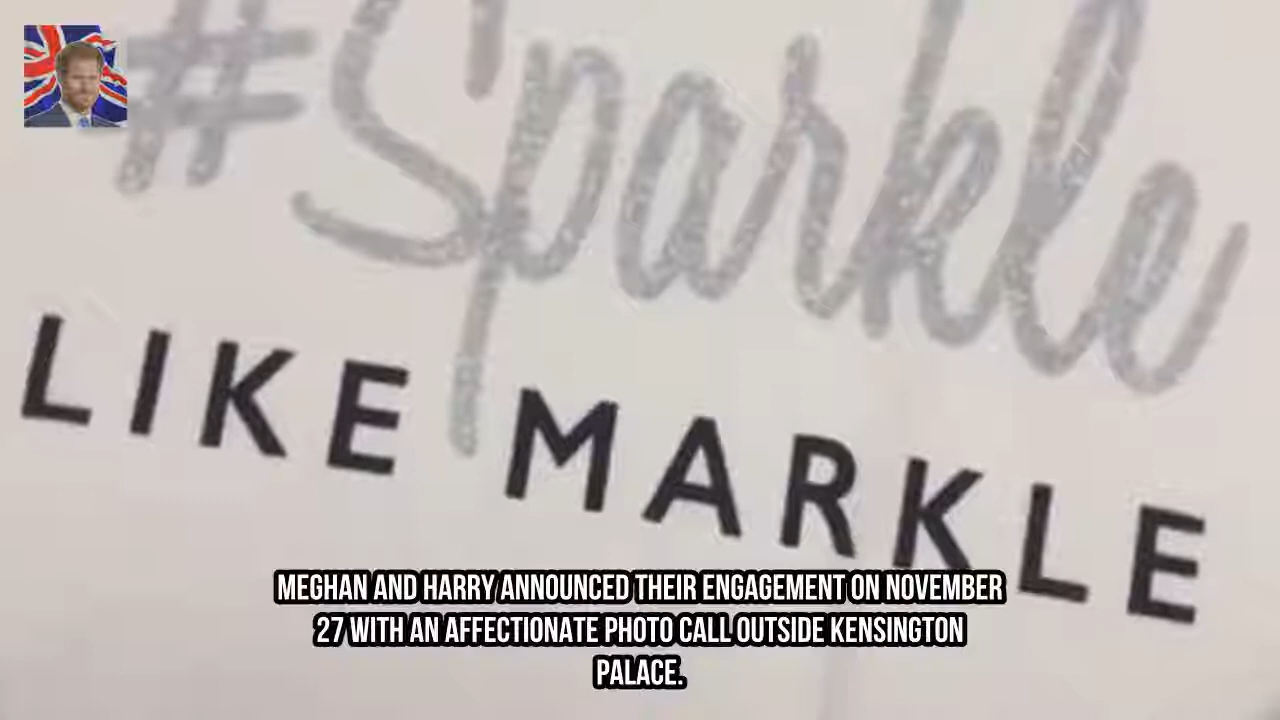 #Sparkle
LIKE MARKLE
MEGHAN AND HARRY ANNOUNCED THEIR ENGAGEMENT ON NOVEMBER
27 WITH AN AFFECTIONATE PHOTO CALL OUTSIDE KENSINGTON
PALACE.